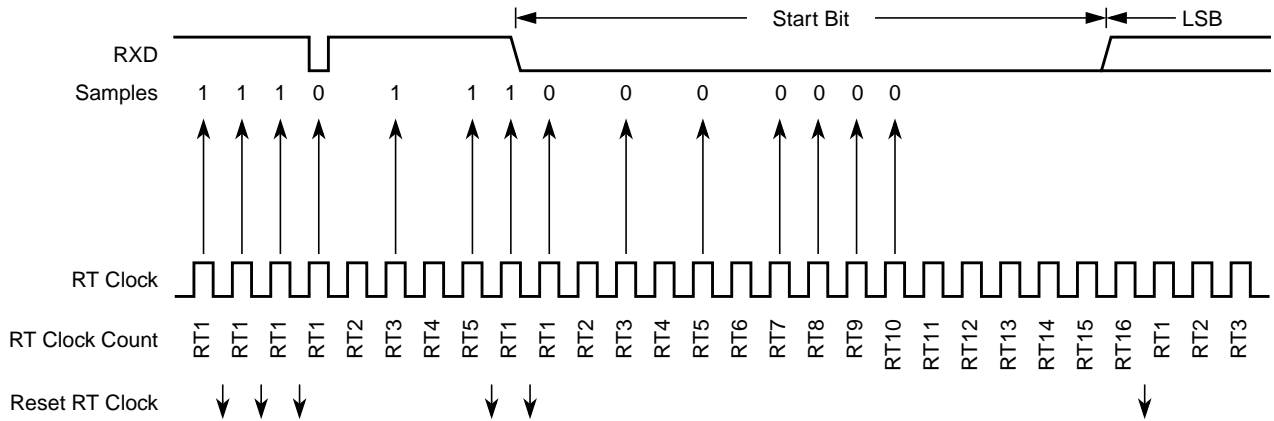 Start Bit LSB
RXD
Samples 1 1 1 0 1 1 1 0 0 0 0 0 0 0
RT Clock
RT Clock Count RT1 RT1 RT1 RT1 RT2 RT3 RT4 RT5 RT1 RT1 RT2 RT3 RT4 RT5 RT6 RT7 RT8 RT9 RT10 RT11 RT12 RT13 RT14 RT15 RT16 RT1 RT2 RT3
Reset RT Clock